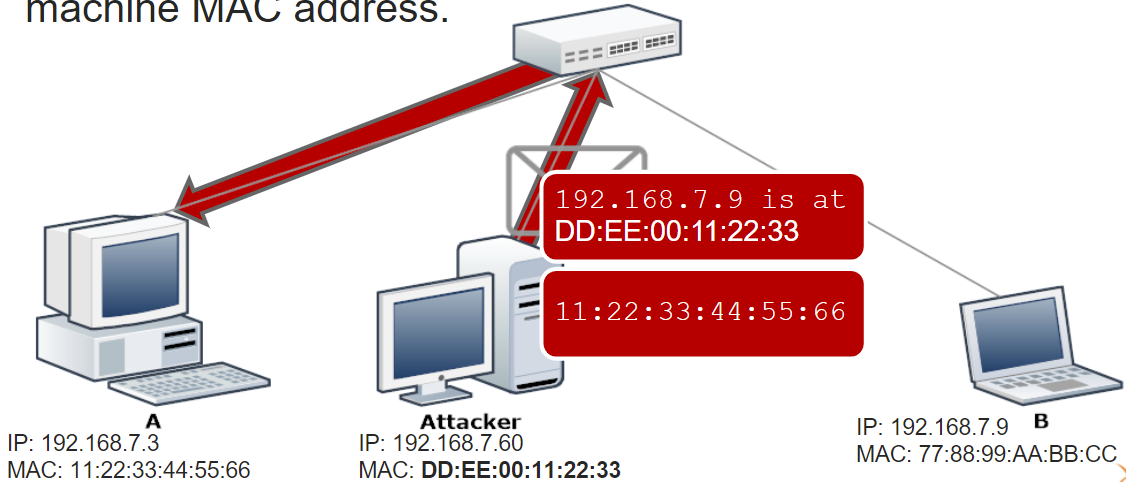 machine MAC address.
192.168.7.9 is at
DD:EE:00:11:22:33
11:22:33:44:55:66
A
IP: 192.168.7.3
MAC: 11:22:33:44:55:66
Attacker
IP: 192.168.7.60
MAC: DD:EE:00:11:22:33
B
IP: 192.168.7.9
MAC: 77:88:99:AA:BB:CC